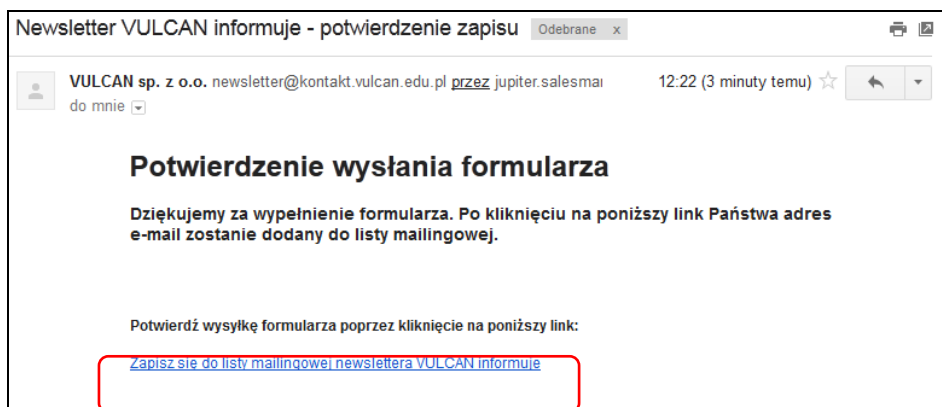 Newsletter VULCAN informuje - potwierdzenie zapisu Odebrane x
VULCAN sp. z o.o. newsletter@kontakt.vulcan.edu.pl przez jupiter.salesmar 12:22 (3 minuty temu)
do mnie
Potwierdzenie wysłania formularza
Dziękujemy za wypełnienie formularza. Po kliknięciu na poniższy link Państwa adres
e-mail zostanie dodany do listy mailingowej.
Potwierdź wysyłkę formularza poprzez kliknięcie na poniższy link:
Zapisz się do listy mailingowej newslettera VULCAN informuje